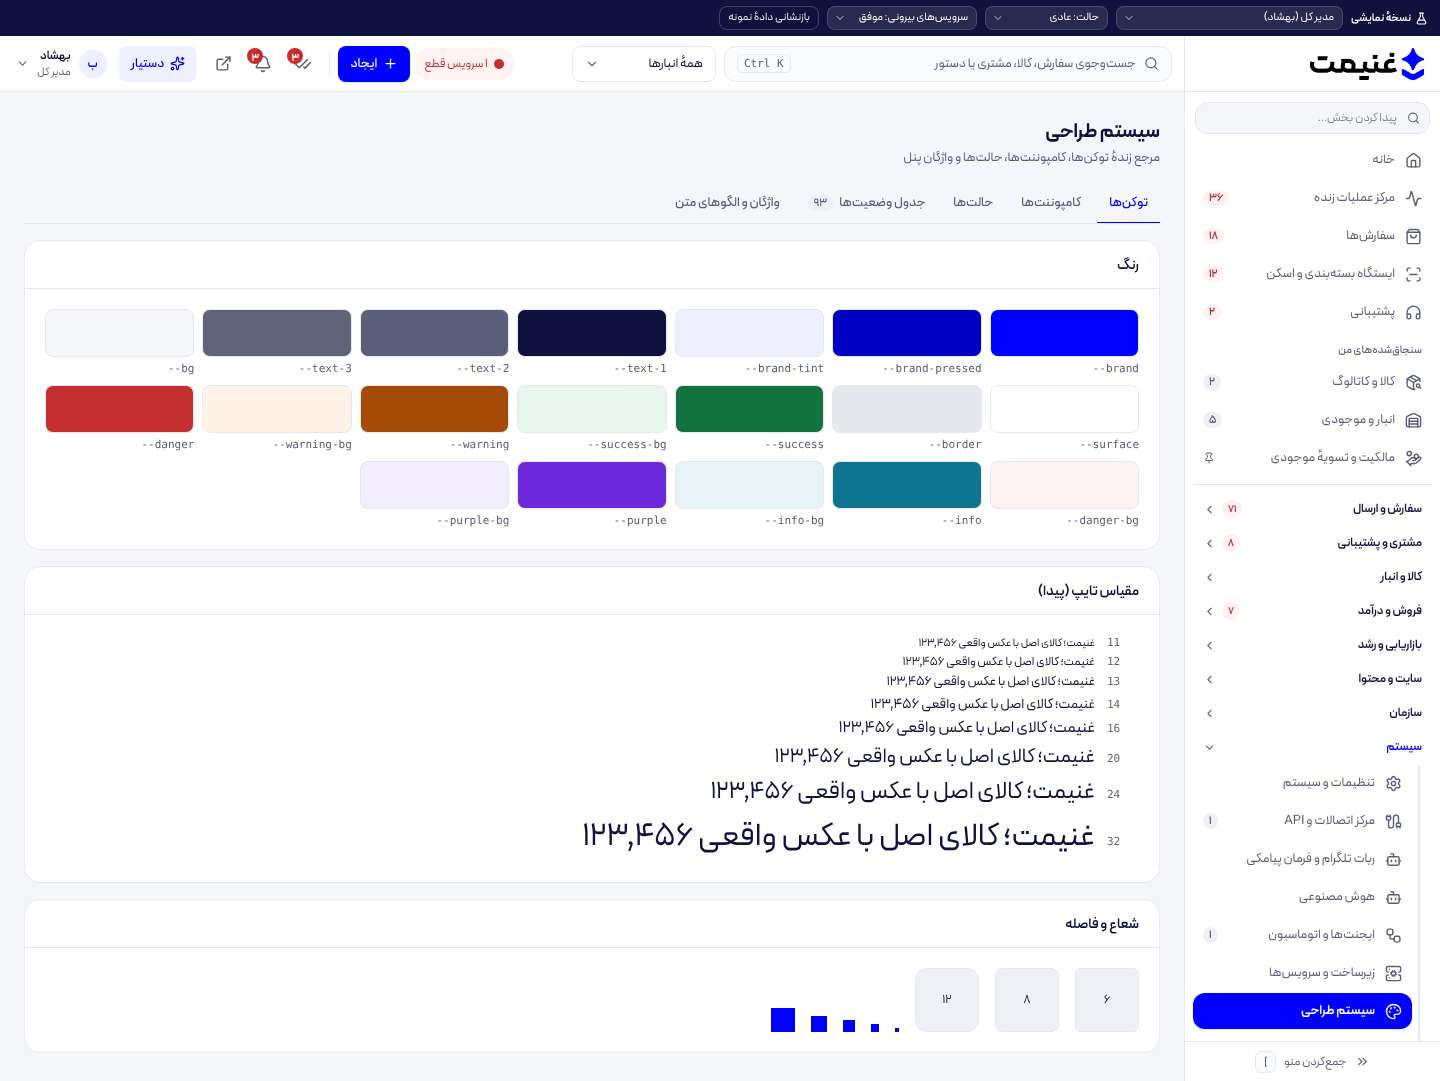 نسخهٔ نمایشی
مدیر کل (بهشاد)
حالت: عادی
سرویس‌های بیرونی: موفق
بازنشانی دادهٔ نمونه
غنیمت
جست‌وجوی سفارش، کالا، مشتری یا دستور
Ctrl K
همهٔ انبارها
۱ سرویس قطع
ایجاد
۳
۳
دستیار
ب
بهشاد
مدیر کل
پیدا کردن بخش...
خانه
مرکز عملیات زنده ۳۶
سفارش‌ها ۱۸
ایستگاه بسته‌بندی و اسکن ۱۲
پشتیبانی ۲
سنجاق‌شده‌های من
کالا و کاتالوگ ۲
انبار و موجودی ۵
مالکیت و تسویهٔ موجودی
سفارش و ارسال ۷۱
مشتری و پشتیبانی ۸
کالا و انبار
فروش و درآمد ۷
بازاریابی و رشد
سایت و محتوا
سازمان
سیستم
تنظیمات و سیستم
مرکز اتصالات و API ۱
ربات تلگرام و فرمان پیامکی
هوش مصنوعی
ایجنت‌ها و اتوماسیون ۱
زیرساخت و سرویس‌ها
سیستم طراحی
جمع‌کردن منو [
سیستم طراحی
مرجع زندهٔ توکن‌ها، کامپوننت‌ها، حالت‌ها و واژگان پنل
توکن‌ها
کامپوننت‌ها
حالت‌ها
جدول وضعیت‌ها ۹۳
واژگان و الگوهای متن
رنگ
--brand
--brand-pressed
--brand-tint
--text-1
--text-2
--text-3
--bg
--surface
--border
--success
--success-bg
--warning
--warning-bg
--danger
--danger-bg
--info
--info-bg
--purple
--purple-bg
مقیاس تایپ (پیدا)
11 غنیمت؛ کالای اصل با عکس واقعی ۱۲۳,۴۵۶
12 غنیمت؛ کالای اصل با عکس واقعی ۱۲۳,۴۵۶
13 غنیمت؛ کالای اصل با عکس واقعی ۱۲۳,۴۵۶
14 غنیمت؛ کالای اصل با عکس واقعی ۱۲۳,۴۵۶
16 غنیمت؛ کالای اصل با عکس واقعی ۱۲۳,۴۵۶
20 غنیمت؛ کالای اصل با عکس واقعی ۱۲۳,۴۵۶
24 غنیمت؛ کالای اصل با عکس واقعی ۱۲۳,۴۵۶
32 غنیمت؛ کالای اصل با عکس واقعی ۱۲۳,۴۵۶
شعاع و فاصله
۶
۸
۱۲